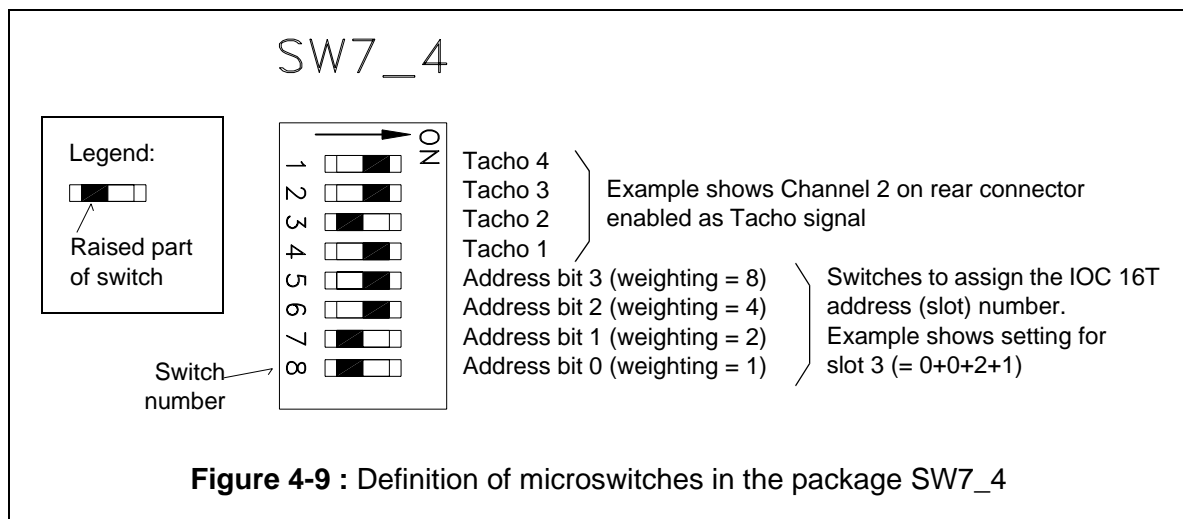 SW7_4
Legend:
Raised part
of switch
ON
1
2
3
4
5
6
7
8
Switch
number
Tacho 4
Tacho 3
Tacho 2
Tacho 1
Example shows Channel 2 on rear connector
enabled as Tacho signal
Address bit 3 (weighting = 8)
Address bit 2 (weighting = 4)
Address bit 1 (weighting = 2)
Address bit 0 (weighting = 1)
Switches to assign the IOC 16T
address (slot) number.
Example shows setting for
slot 3 (= 0+0+2+1)
Figure 4-9 : Definition of microswitches in the package SW7_4